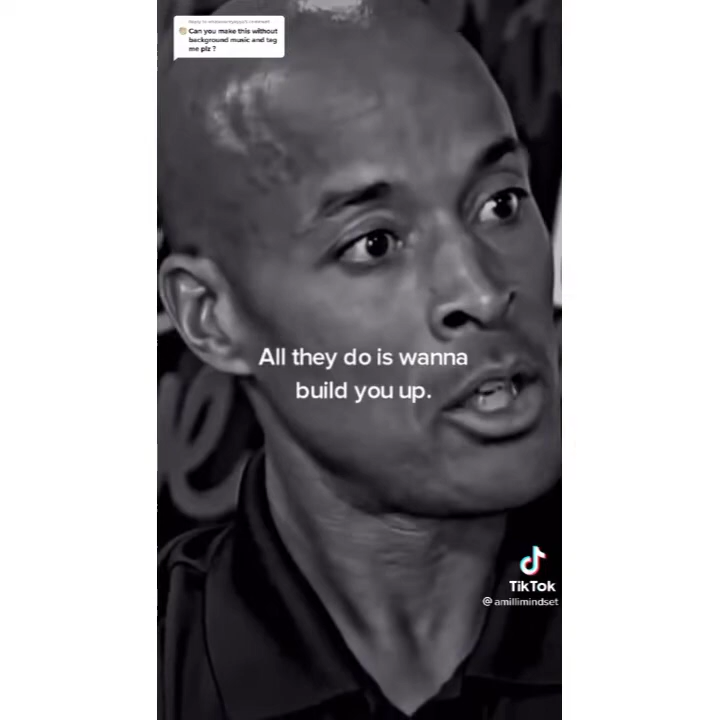 Can you make this without
background music and tag
me plz ?
All they do is wanna
build you up.
TikTok
@amillimindset